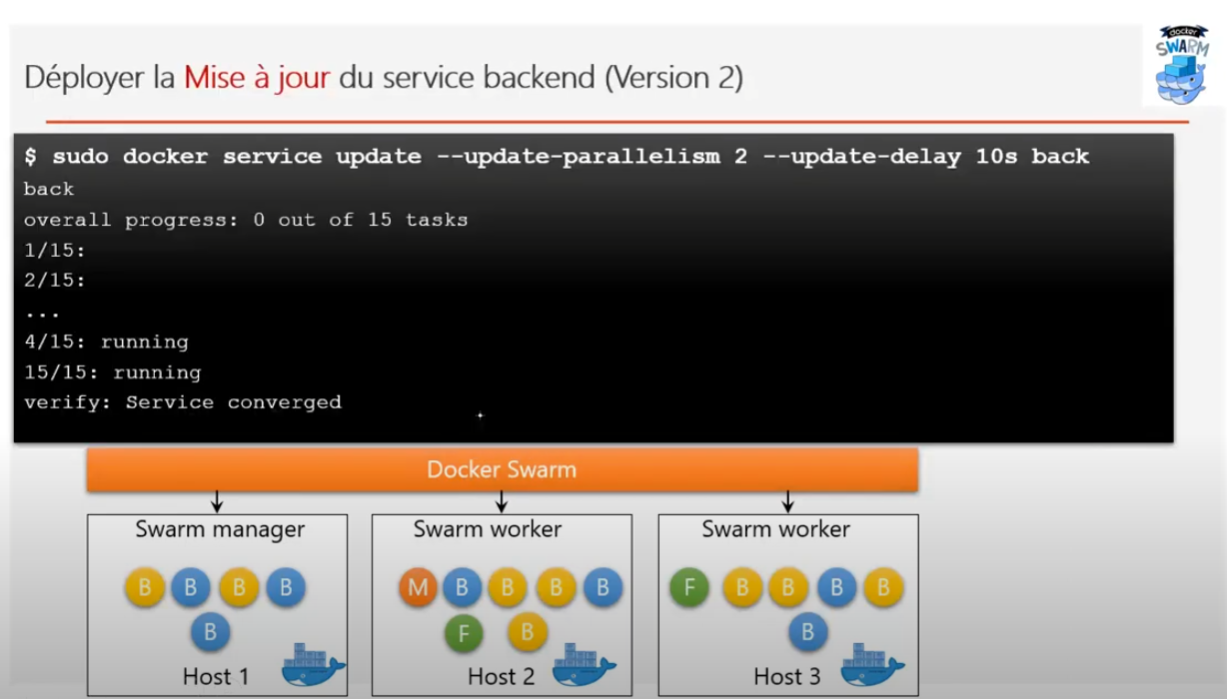 docker
SWARM
Déployer la Mise à jour du service backend (Version 2)
$ sudo docker service update --update-parallelism 2 --update-delay 10s back
back
overall progress: 0 out of 15 tasks
1/15:
2/15:
...
4/15: running
15/15: running
verify: Service converged
Docker Swarm
Swarm manager
B B B B
B
Host 1
Swarm worker
M B B B B
F B
Host 2
Swarm worker
F B B B B
B
Host 3